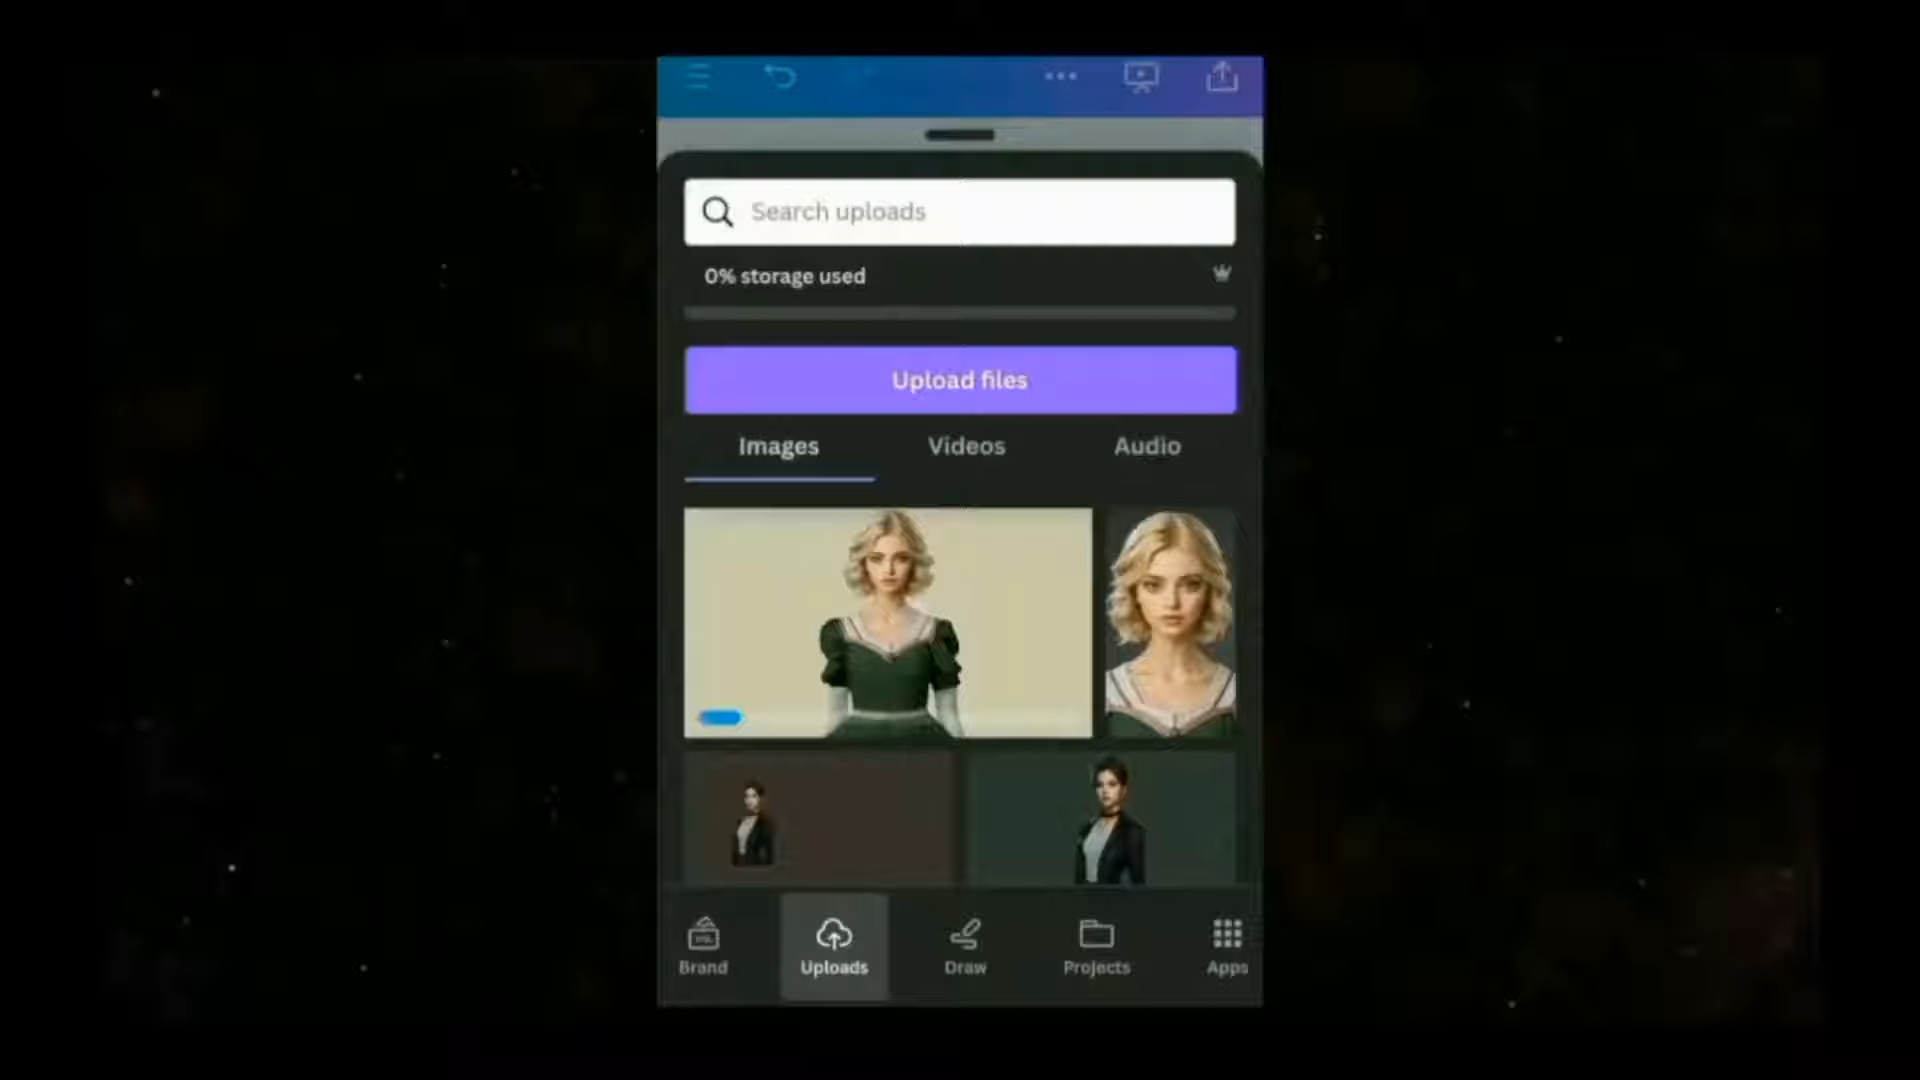 Search uploads
0% storage used
Upload files
Images Videos Audio
Brand Uploads Draw Projects Apps